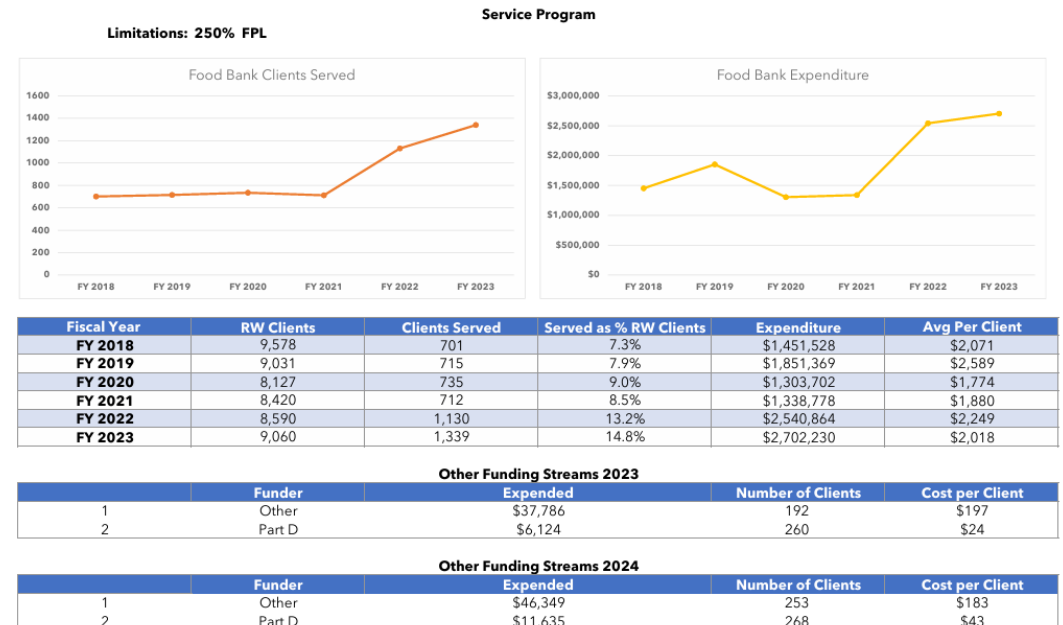 Service Program
Limitations: 250% FPL
Food Bank Clients Served
1600
1400
1200
1000
800
600
400
200
0
FY 2018 FY 2019 FY 2020 FY 2021 FY 2022 FY 2023
Food Bank Expenditure
$3,000,000
$2,500,000
$2,000,000
$1,500,000
$1,000,000
$500,000
$0
FY 2018 FY 2019 FY 2020 FY 2021 FY 2022 FY 2023
Fiscal Year RW Clients Clients Served Served as % RW Clients Expenditure Avg Per Client
FY 2018 9,578 701 7.3% $1,451,528 $2,071
FY 2019 9,031 715 7.9% $1,851,369 $2,589
FY 2020 8,127 735 9.0% $1,303,702 $1,774
FY 2021 8,420 712 8.5% $1,338,778 $1,880
FY 2022 8,590 1,130 13.2% $2,540,864 $2,249
FY 2023 9,060 1,339 14.8% $2,702,230 $2,018
Other Funding Streams 2023
Funder Expended Number of Clients Cost per Client
1 Other $37,786 192 $197
2 Part D $6,124 260 $24
Other Funding Streams 2024
Funder Expended Number of Clients Cost per Client
1 Other $46,349 253 $183
2 Part D $11,635 268 $43